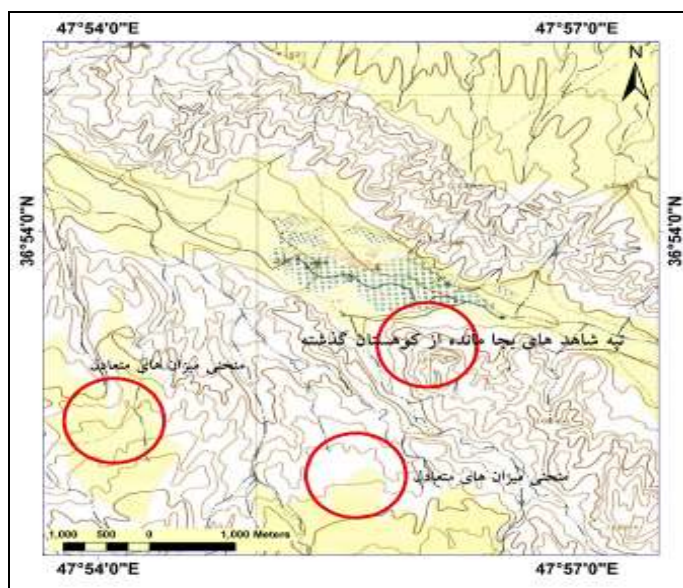 47°54'0"E 47°57'0"E
N
36°54'0"N 36°54'0"N
تپه شاهد های بجا مانده از کوهستان گذشته
منحنی میزان های متعادل
منحنی میزان های متعادل
1,000 500 0 1,000 Meters
47°54'0"E 47°57'0"E